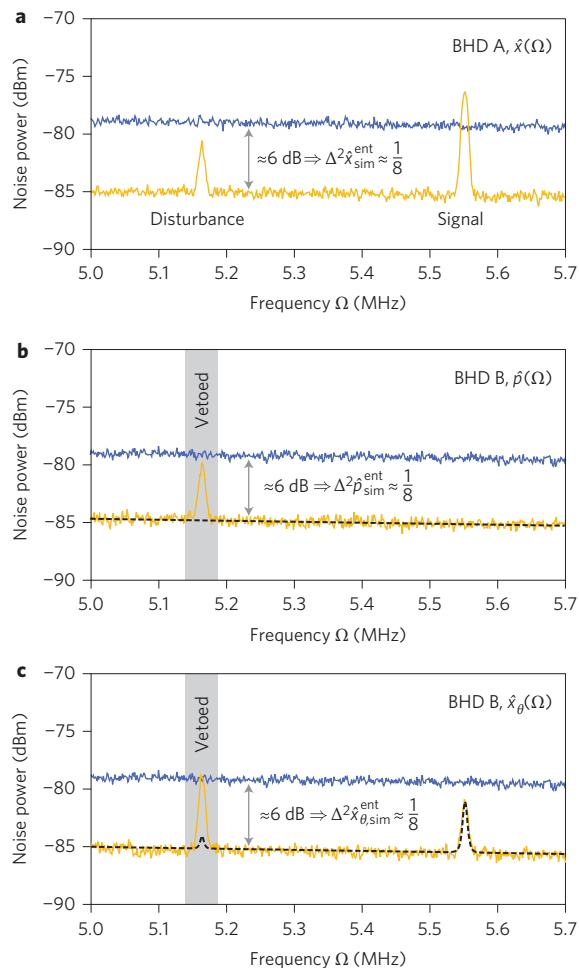 a
BHD A, x̂(Ω)
Noise power (dBm)
−70
−75
−80
−85
−90
≈6 dB ⇒ Δ²x̂ᵉⁿᵗ_sim ≈ 1/8
Disturbance
Signal
5.0 5.1 5.2 5.3 5.4 5.5 5.6 5.7
Frequency Ω (MHz)
b
BHD B, p̂(Ω)
Vetoed
Noise power (dBm)
−70
−75
−80
−85
−90
≈6 dB ⇒ Δ²p̂ᵉⁿᵗ_sim ≈ 1/8
5.0 5.1 5.2 5.3 5.4 5.5 5.6 5.7
Frequency Ω (MHz)
c
BHD B, x̂_θ(Ω)
Vetoed
Noise power (dBm)
−70
−75
−80
−85
−90
≈6 dB ⇒ Δ²x̂ᵉⁿᵗ_θ,sim ≈ 1/8
5.0 5.1 5.2 5.3 5.4 5.5 5.6 5.7
Frequency Ω (MHz)